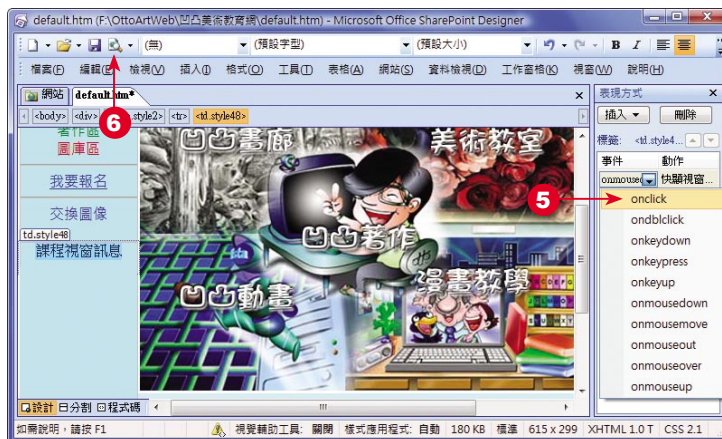 default.htm (F:\OttoArtWeb\凹凸美術教育網\default.htm) - Microsoft Office SharePoint Designer
(無) (預設字型) (預設大小) B I
檔案(F) 編輯(E) 檢視(V) 插入(I) 格式(O) 工具(T) 表格(A) 網站(S) 資料檢視(D) 工作窗格(K) 視窗(W) 說明(H)
網站 default.htm*
<body> <div> <tr> <td.style48>
6
著作區
圖庫區
我要報名
交換圖像
td.style48
課程視窗訊息
凹凸畫廊
美術教室
凹凸著作
凹凸動畫
漫畫教學
表現方式
插入 刪除
標籤: <td.style4...
事件 動作
快顯視窗...
5
onclick
ondblclick
onkeydown
onkeypress
onkeyup
onmousedown
onmousemove
onmouseout
onmouseover
onmouseup
設計 分割 程式碼
如需說明，請按 F1 視覺輔助工具: 關閉 樣式應用程式: 自動 180 KB 標準 615 x 299 XHTML 1.0 T CSS 2.1